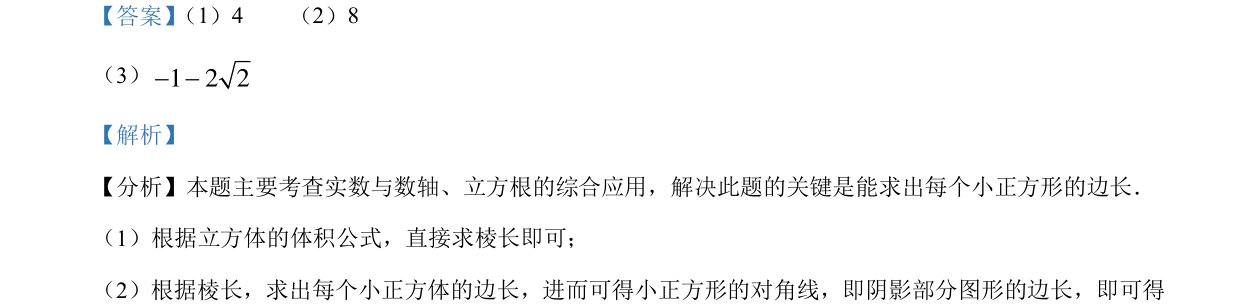 【答案】（1）4 （2）8
（3）−1−2√2
【解析】
【分析】本题主要考查实数与数轴、立方根的综合应用，解决此题的关键是能求出每个小正方形的边长．
（1）根据立方体的体积公式，直接求棱长即可；
（2）根据棱长，求出每个小正方体的边长，进而可得小正方形的对角线，即阴影部分图形的边长，即可得